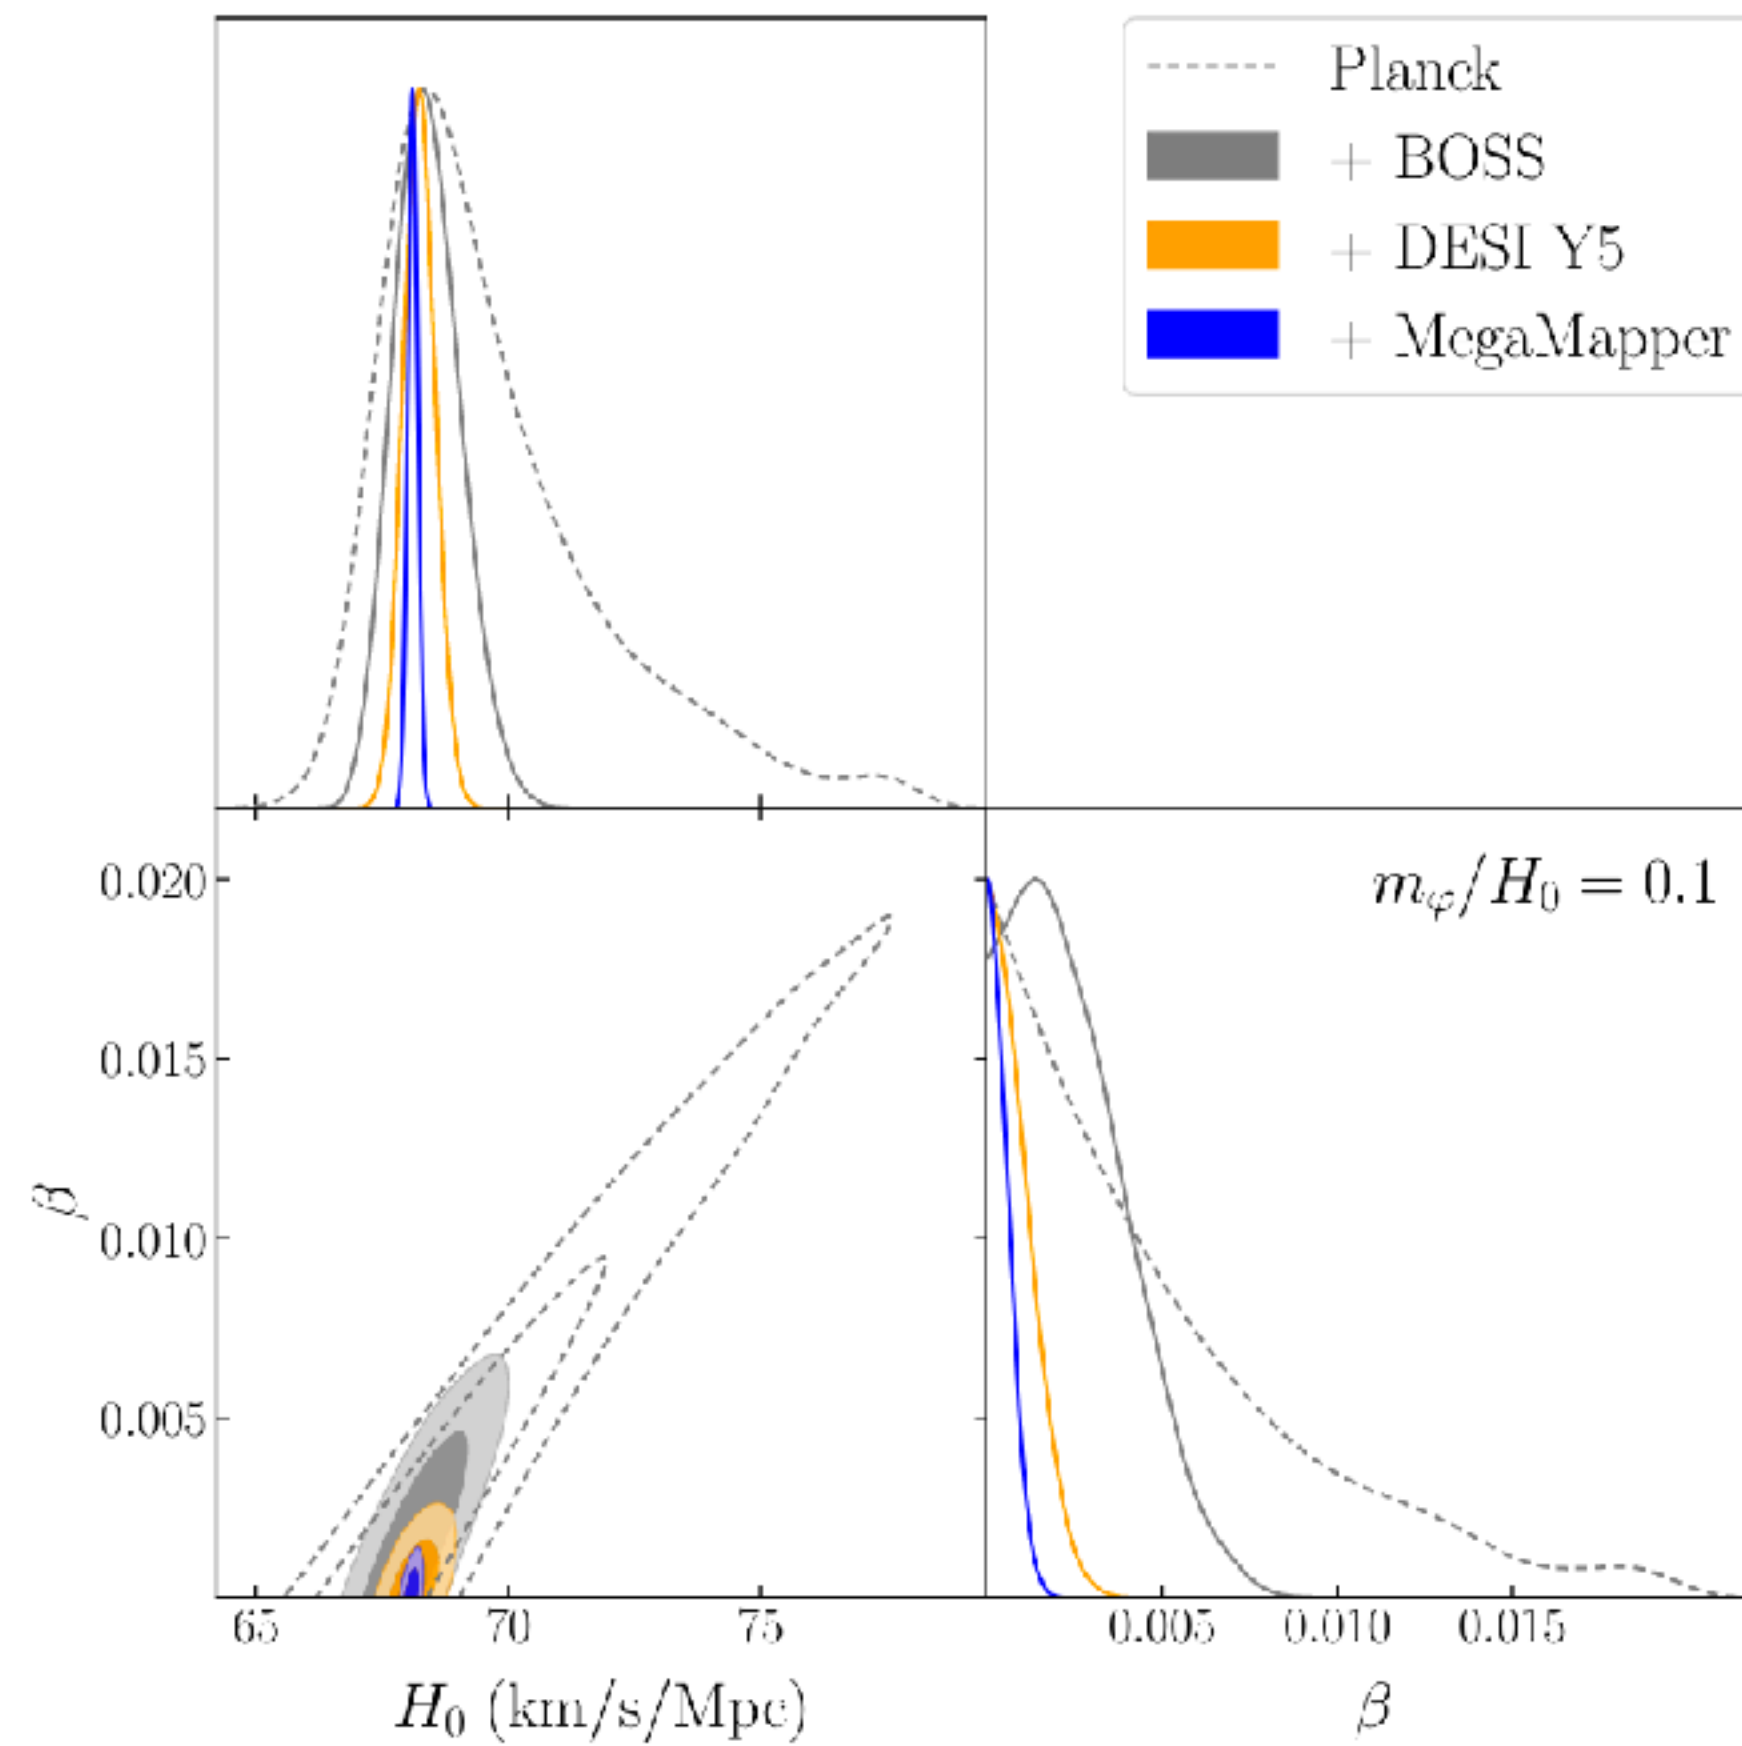 Planck
+ BOSS
+ DESI Y5
+ MegaMapper
0.020
0.015
0.010
0.005
β
m_φ/H_0 = 0.1
65 70 75
0.005 0.010 0.015
H_0 (km/s/Mpc)
β